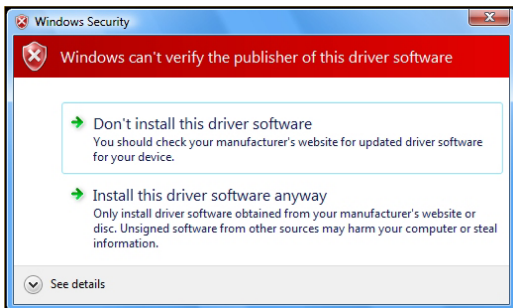 Windows Security
Windows can't verify the publisher of this driver software
Don't install this driver software
You should check your manufacturer's website for updated driver software
for your device.
Install this driver software anyway
Only install driver software obtained from your manufacturer's website or
disc. Unsigned software from other sources may harm your computer or steal
information.
See details